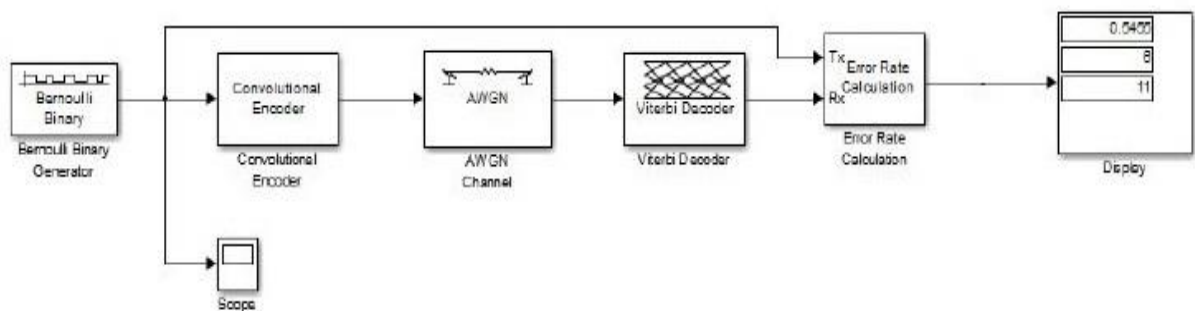 Bernoulli
Binary
Bernoulli Binary
Generator
Convolutional
Encoder
Convolutional
Encoder
AWGN
AWGN
Channel
Viterbi Decoder
Viterbi Decoder
Tx
Rx
Error Rate
Calculation
Error Rate
Calculation
0.5455
6
11
Display
Scope